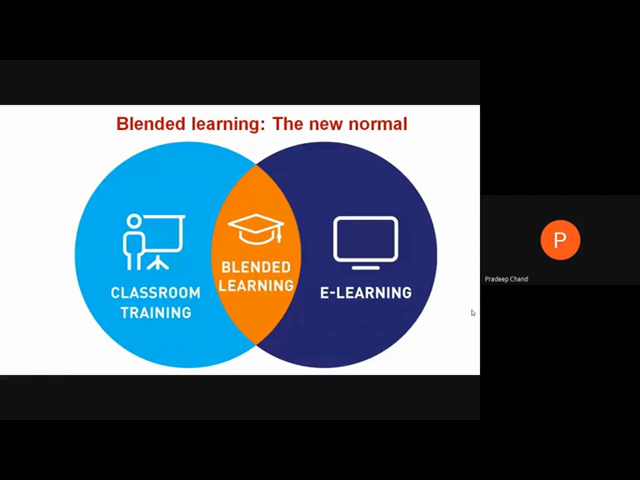 Blended learning: The new normal
CLASSROOM
TRAINING
BLENDED
LEARNING
E-LEARNING
P
Pradeep Chand